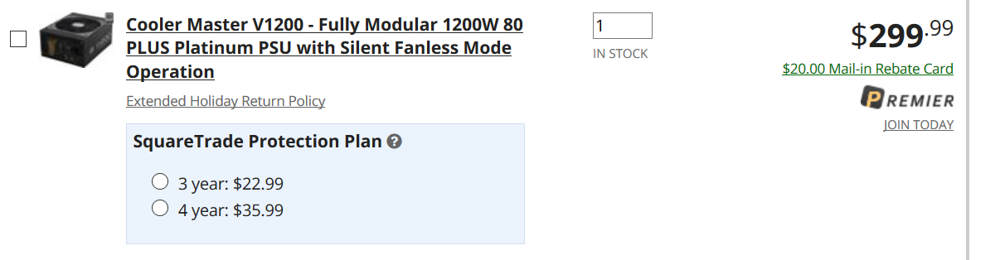 Cooler Master V1200 - Fully Modular 1200W 80
PLUS Platinum PSU with Silent Fanless Mode
Operation
Extended Holiday Return Policy
SquareTrade Protection Plan ?
3 year: $22.99
4 year: $35.99
1
IN STOCK
$299.99
$20.00 Mail-in Rebate Card
PREMIER
JOIN TODAY